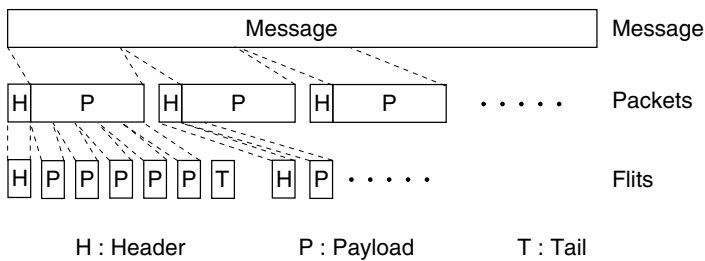 Message Message
H P H P H P . . . . . Packets
H P P P P P T H P . . . . . Flits
H : Header P : Payload T : Tail